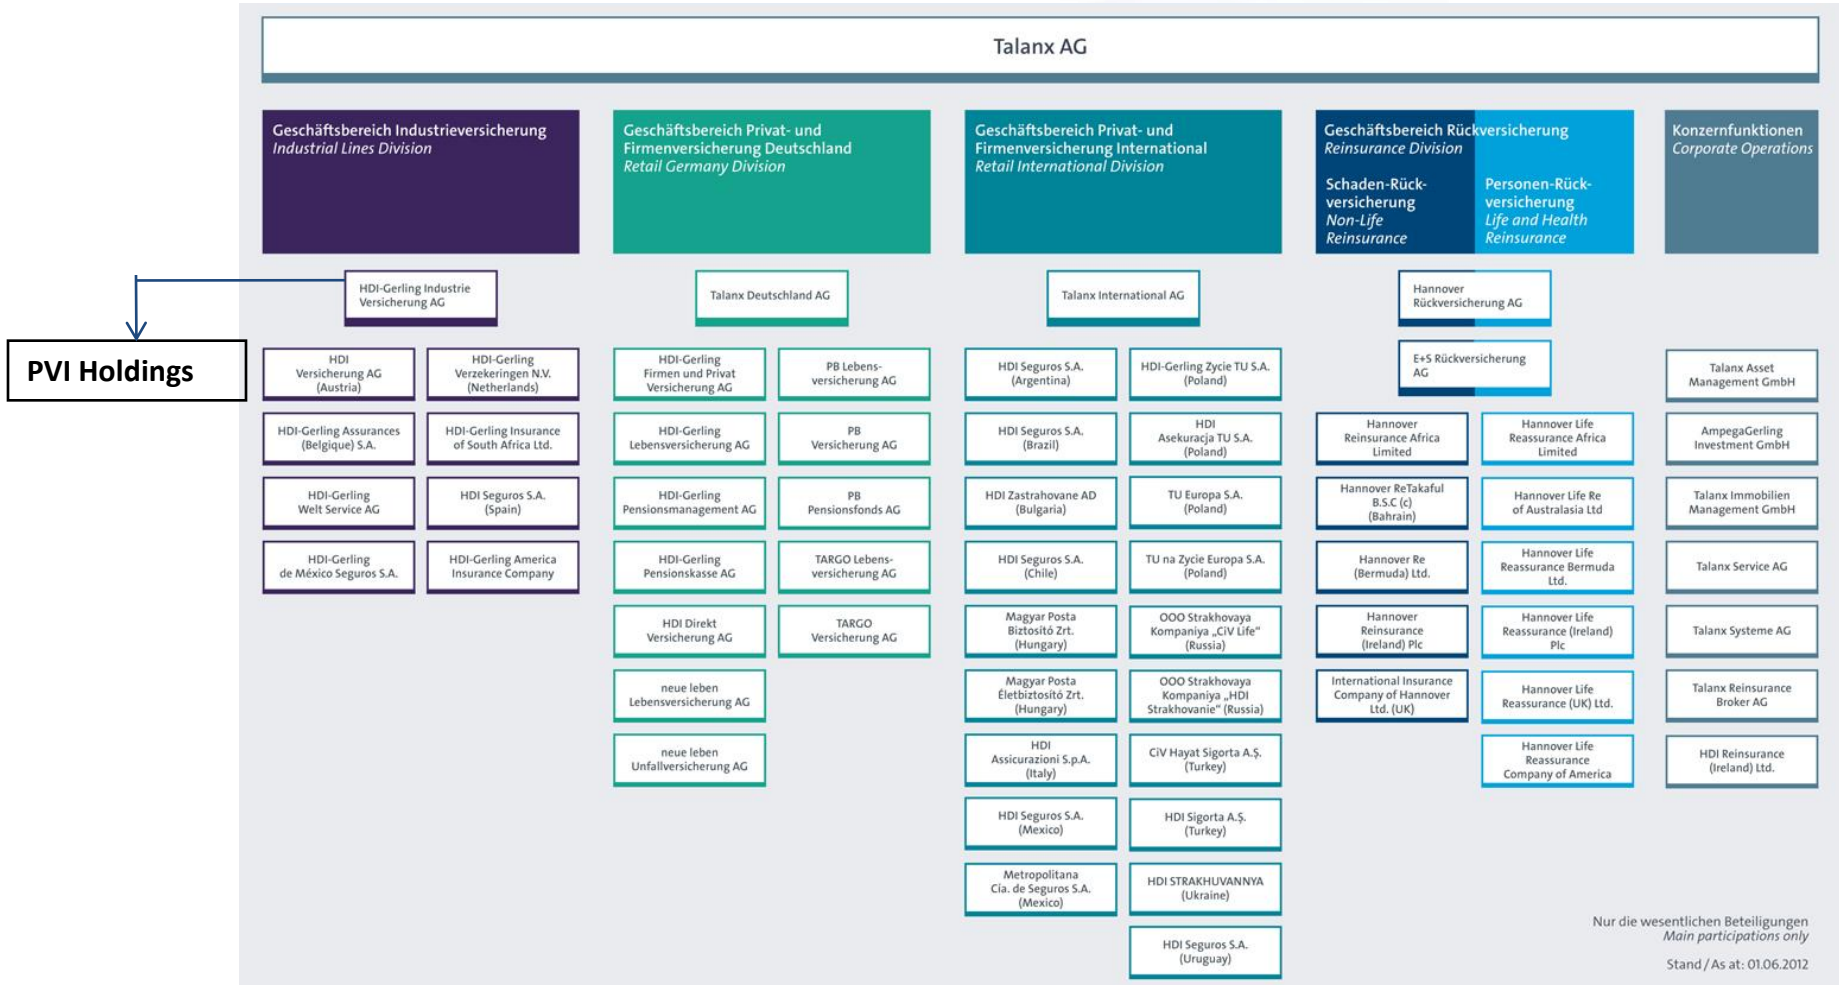 Talanx AG
Geschäftsbereich Industrieversicherung
Industrial Lines Division
Geschäftsbereich Privat- und
Firmenversicherung Deutschland
Retail Germany Division
Geschäftsbereich Privat- und
Firmenversicherung International
Retail International Division
Geschäftsbereich Rückversicherung
Reinsurance Division
Schaden-Rück-
versicherung
Non-Life
Reinsurance
Personen-Rück-
versicherung
Life and Health
Reinsurance
Konzernfunktionen
Corporate Operations
PVI Holdings
HDI-Gerling Industrie
Versicherung AG
HDI
Versicherung AG
(Austria)
HDI-Gerling
Verzekeringen N.V.
(Netherlands)
HDI-Gerling Assurances
(Belgique) S.A.
HDI-Gerling Insurance
of South Africa Ltd.
HDI-Gerling
Welt Service AG
HDI Seguros S.A.
(Spain)
HDI-Gerling
de México Seguros S.A.
HDI-Gerling America
Insurance Company
Talanx Deutschland AG
HDI-Gerling
Firmen und Privat
Versicherung AG
PB Lebens-
versicherung AG
HDI-Gerling
Lebensversicherung AG
PB
Versicherung AG
HDI-Gerling
Pensionsmanagement AG
PB
Pensionsfonds AG
HDI-Gerling
Pensionskasse AG
TARGO Lebens-
versicherung AG
HDI Direkt
Versicherung AG
TARGO
Versicherung AG
neue leben
Lebensversicherung AG
neue leben
Unfallversicherung AG
Talanx International AG
HDI Seguros S.A.
(Argentina)
HDI-Gerling Zycie TU S.A.
(Poland)
HDI Seguros S.A.
(Brazil)
HDI
Asekuracja TU S.A.
(Poland)
HDI Zastrahovane AD
(Bulgaria)
TU Europa S.A.
(Poland)
HDI Seguros S.A.
(Chile)
TU na Zycie Europa S.A.
(Poland)
Magyar Posta
Biztosító Zrt.
(Hungary)
OOO Strakhovaya
Kompaniya „CiV Life“
(Russia)
Magyar Posta
Életbiztosító Zrt.
(Hungary)
OOO Strakhovaya
Kompaniya „HDI
Strakhovanie“ (Russia)
HDI
Assicurazioni S.p.A.
(Italy)
CiV Hayat Sigorta A.Ş.
(Turkey)
HDI Seguros S.A.
(Mexico)
HDI Sigorta A.Ş.
(Turkey)
Metropolitana
Cía. de Seguros S.A.
(Mexico)
HDI STRAKHUVANNYA
(Ukraine)
HDI Seguros S.A.
(Uruguay)
Hannover
Rückversicherung AG
E+S Rückversicherung
AG
Hannover
Reinsurance Africa
Limited
Hannover Life
Reassurance Africa
Limited
Hannover ReTakaful
B.S.C (c)
(Bahrain)
Hannover Life Re
of Australasia Ltd
Hannover Re
(Bermuda) Ltd.
Hannover Life
Reassurance Bermuda
Ltd.
Hannover
Reinsurance
(Ireland) Plc
Hannover Life
Reassurance (Ireland)
Plc
International Insurance
Company of Hannover
Ltd. (UK)
Hannover Life
Reassurance (UK) Ltd.
Hannover Life
Reassurance
Company of America
Talanx Asset
Management GmbH
AmpegaGerling
Investment GmbH
Talanx Immobilien
Management GmbH
Talanx Service AG
Talanx Systeme AG
Talanx Reinsurance
Broker AG
HDI Reinsurance
(Ireland) Ltd.
Nur die wesentlichen Beteiligungen
Main participations only
Stand / As at: 01.06.2012